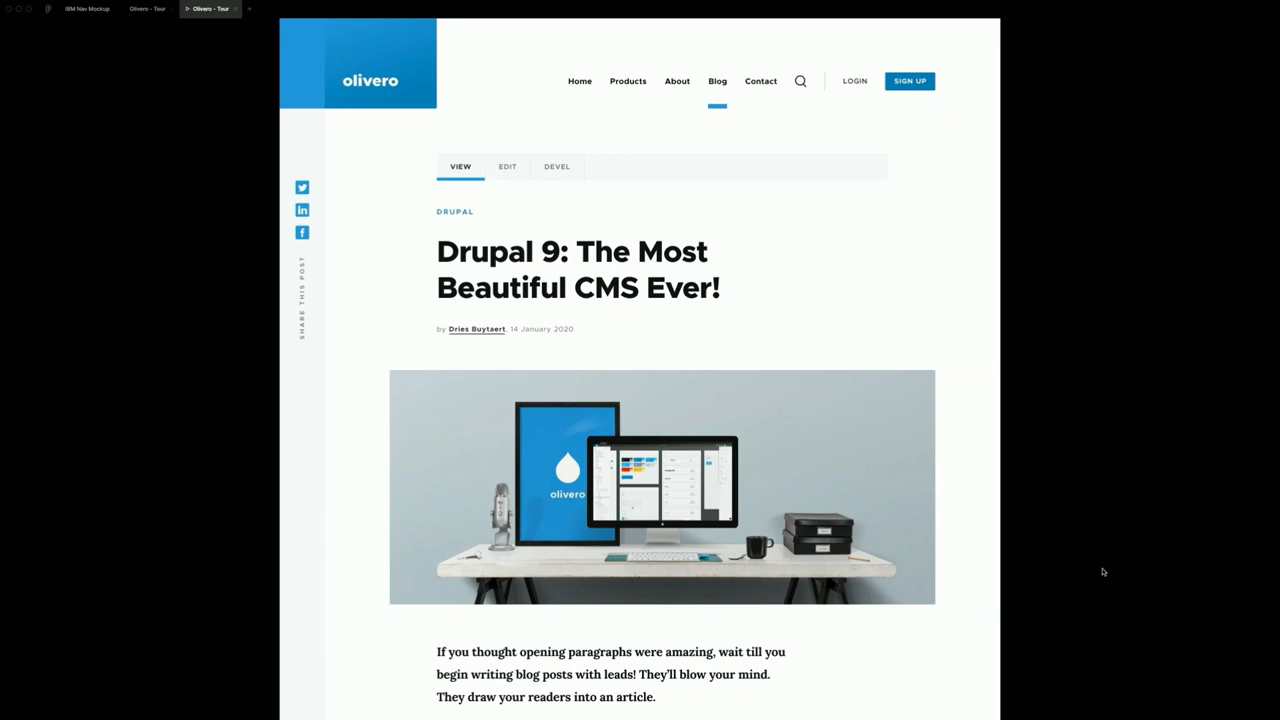 IBM Nav Mockup
Olivero - Tour
Olivero - Tour
olivero
Home
Products
About
Blog
Contact
LOGIN
SIGN UP
VIEW
EDIT
DEVEL
SHARE THIS POST
DRUPAL
Drupal 9: The Most
Beautiful CMS Ever!
by Dries Buytaert, 14 January 2020
olivero
If you thought opening paragraphs were amazing, wait till you
begin writing blog posts with leads! They’ll blow your mind.
They draw your readers into an article.